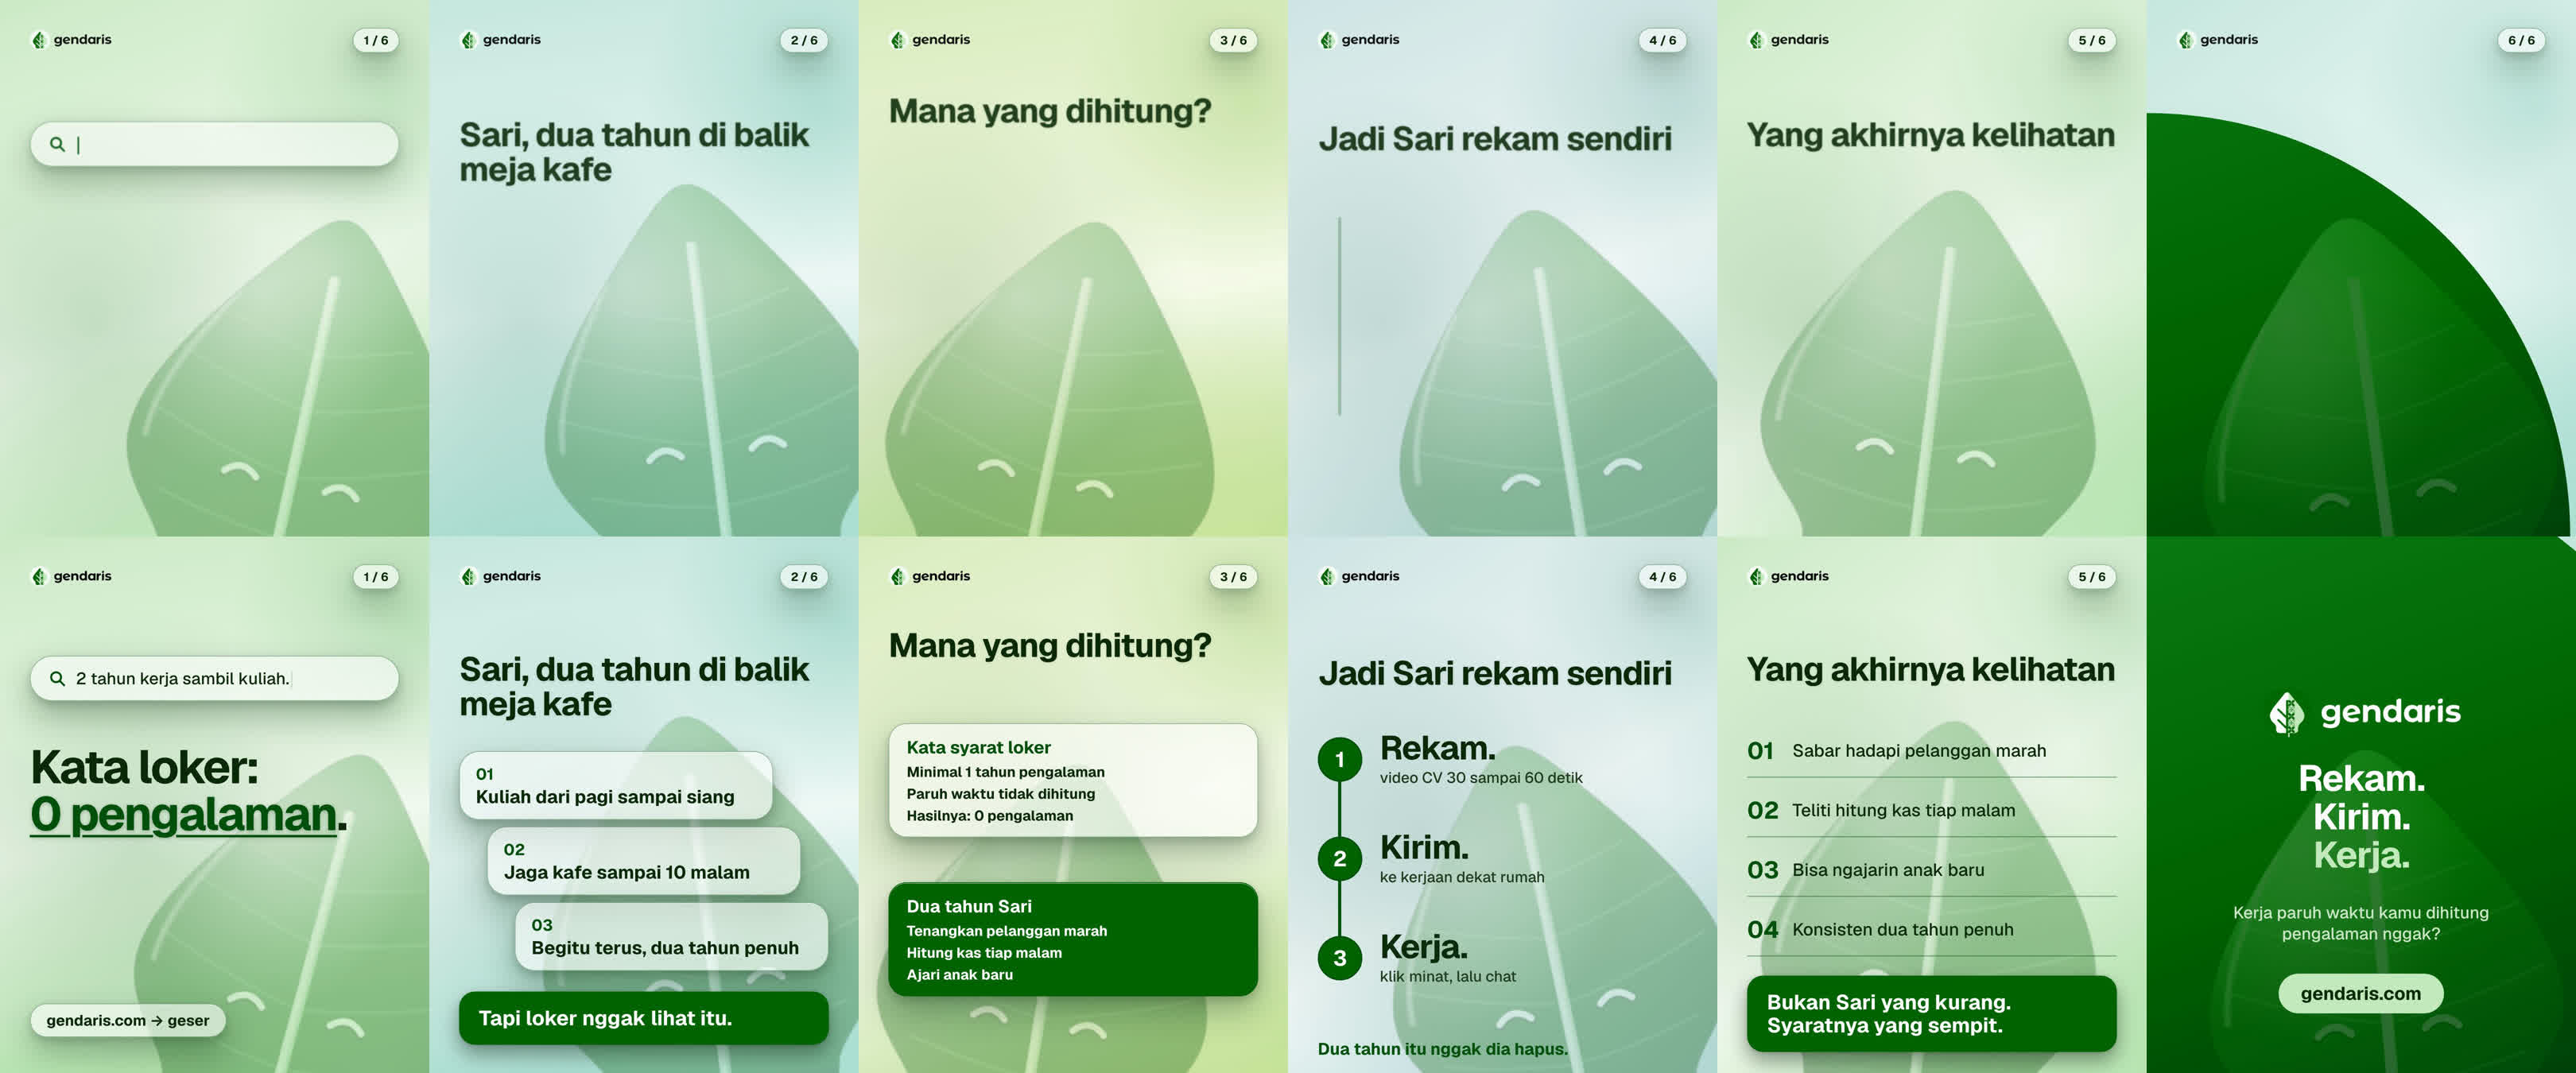 gendaris
1 / 6
gendaris
2 / 6
Sari, dua tahun di balik
meja kafe
gendaris
3 / 6
Mana yang dihitung?
gendaris
4 / 6
Jadi Sari rekam sendiri
gendaris
5 / 6
Yang akhirnya kelihatan
gendaris
6 / 6
gendaris
1 / 6
2 tahun kerja sambil kuliah.
Kata loker:
0 pengalaman.
gendaris.com → geser
gendaris
2 / 6
Sari, dua tahun di balik
meja kafe
01
Kuliah dari pagi sampai siang
02
Jaga kafe sampai 10 malam
03
Begitu terus, dua tahun penuh
Tapi loker nggak lihat itu.
gendaris
3 / 6
Mana yang dihitung?
Kata syarat loker
Minimal 1 tahun pengalaman
Paruh waktu tidak dihitung
Hasilnya: 0 pengalaman
Dua tahun Sari
Tenangkan pelanggan marah
Hitung kas tiap malam
Ajari anak baru
gendaris
4 / 6
Jadi Sari rekam sendiri
1
Rekam.
video CV 30 sampai 60 detik
2
Kirim.
ke kerjaan dekat rumah
3
Kerja.
klik minat, lalu chat
Dua tahun itu nggak dia hapus.
gendaris
5 / 6
Yang akhirnya kelihatan
01 Sabar hadapi pelanggan marah
02 Teliti hitung kas tiap malam
03 Bisa ngajarin anak baru
04 Konsisten dua tahun penuh
Bukan Sari yang kurang.
Syaratnya yang sempit.
gendaris
Rekam.
Kirim.
Kerja.
Kerja paruh waktu kamu dihitung
pengalaman nggak?
gendaris.com